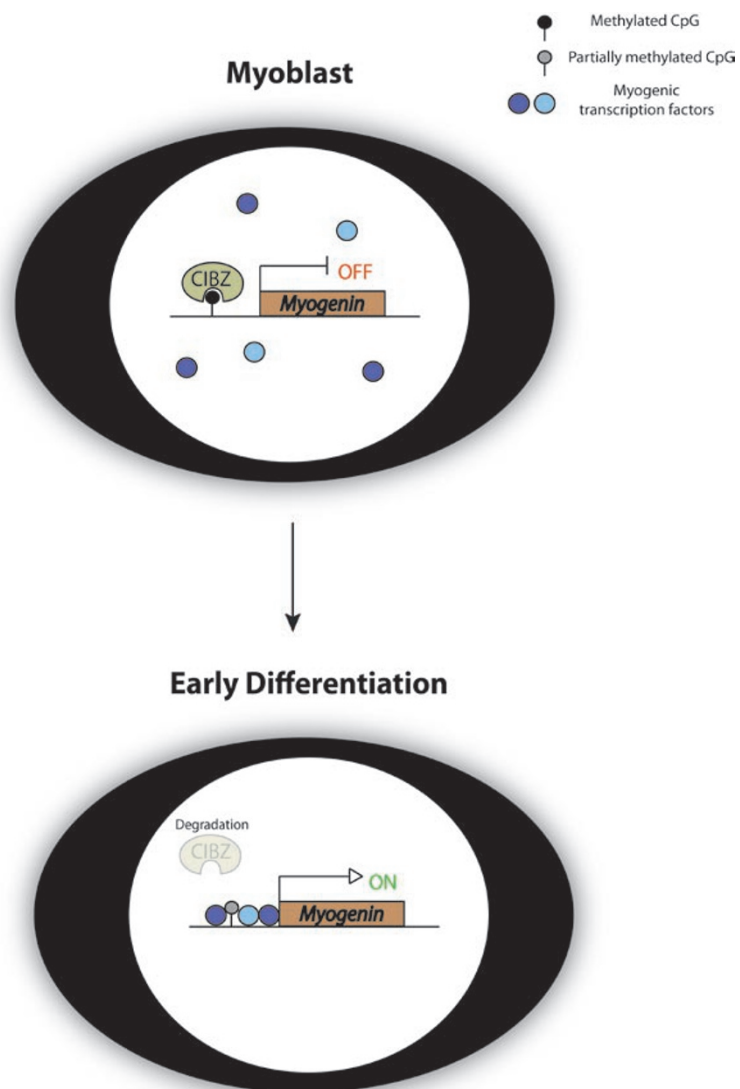 Methylated CpG
Partially methylated CpG
Myogenic
transcription factors
Myoblast
CIBZ
OFF
Myogenin
Early Differentiation
Degradation
CIBZ
ON
Myogenin